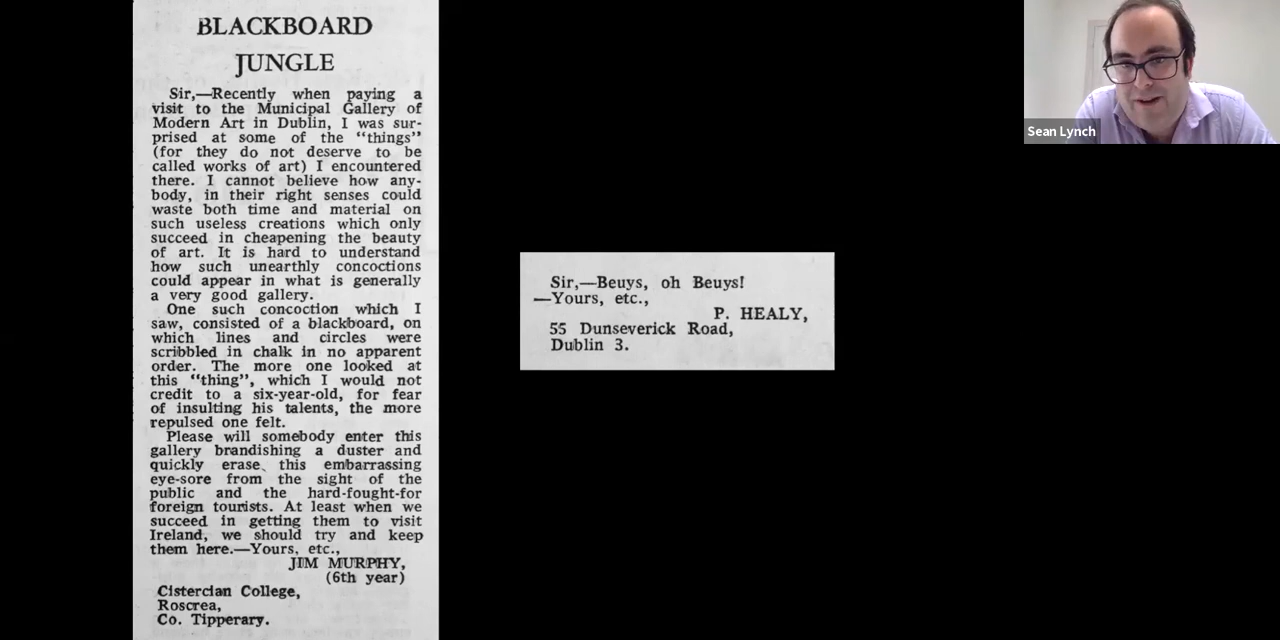 BLACKBOARD
JUNGLE
Sir,—Recently when paying a
visit to the Municipal Gallery of
Modern Art in Dublin, I was sur-
prised at some of the "things"
(for they do not deserve to be
called works of art) I encountered
there. I cannot believe how any-
body, in their right senses could
waste both time and material on
such useless creations which only
succeed in cheapening the beauty
of art. It is hard to understand
how such unearthly concoctions
could appear in what is generally
a very good gallery.
One such concoction which I
saw, consisted of a blackboard, on
which lines and circles were
scribbled in chalk in no apparent
order. The more one looked at
this "thing", which I would not
credit to a six-year-old, for fear
of insulting his talents, the more
repulsed one felt.
Please will somebody enter this
gallery brandishing a duster and
quickly erase this embarrassing
eye-sore from the sight of the
public and the hard-fought-for
foreign tourists. At least when we
succeed in getting them to visit
Ireland, we should try and keep
them here.—Yours, etc.,
JIM MURPHY,
(6th year)
Cistercian College,
Roscrea,
Co. Tipperary.
Sir,—Beuys, oh Beuys!
—Yours, etc.,
P. HEALY,
55 Dunseverick Road,
Dublin 3.
Sean Lynch